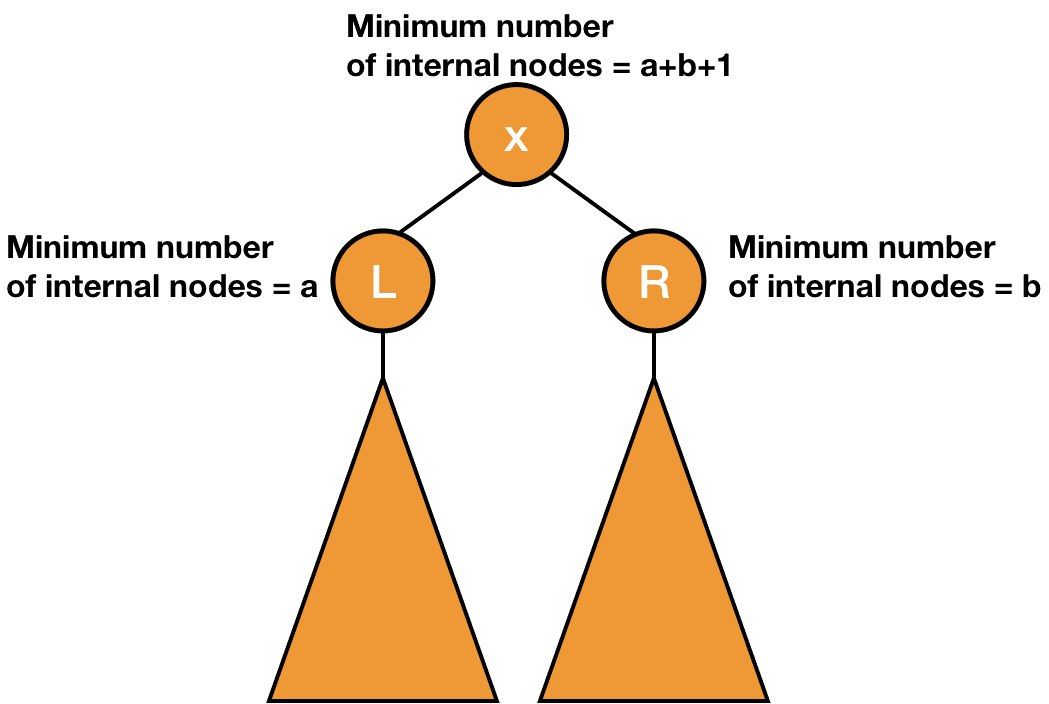 Minimum number
of internal nodes = a+b+1
x
Minimum number
of internal nodes = a
L
R
Minimum number
of internal nodes = b